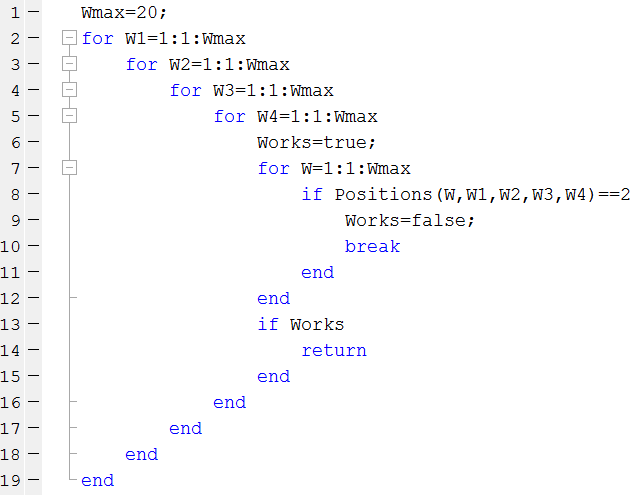 1 Wmax=20;
2 for W1=1:1:Wmax
3 for W2=1:1:Wmax
4 for W3=1:1:Wmax
5 for W4=1:1:Wmax
6 Works=true;
7 for W=1:1:Wmax
8 if Positions(W,W1,W2,W3,W4)==2
9 Works=false;
10 break
11 end
12 end
13 if Works
14 return
15 end
16 end
17 end
18 end
19 end